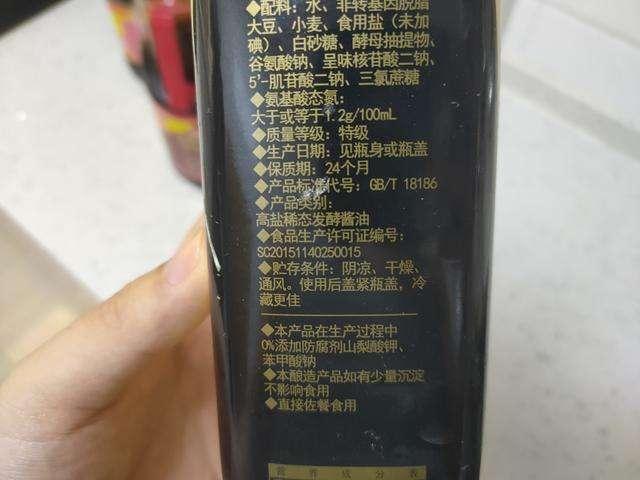 ◆配料：水、非转基因脱脂
大豆、小麦、食用盐（未加
碘）、白砂糖、酵母抽提物、
谷氨酸钠、呈味核苷酸二钠、
5'-肌苷酸二钠、三氯蔗糖
◆氨基酸态氮：
大于或等于1.2g/100mL
◆质量等级：特级
◆生产日期：见瓶身或瓶盖
◆保质期：24个月
◆产品标准代号：GB/T 18186
◆产品类别：
高盐稀态发酵酱油
◆食品生产许可证编号：
SC20151140250015
◆贮存条件：阴凉、干燥、
通风。使用后盖紧瓶盖，冷
藏更佳
◆本产品在生产过程中
0%添加防腐剂山梨酸钾、
苯甲酸钠
◆本酿造产品如有少量沉淀
不影响食用
◆直接佐餐食用
营养成分表